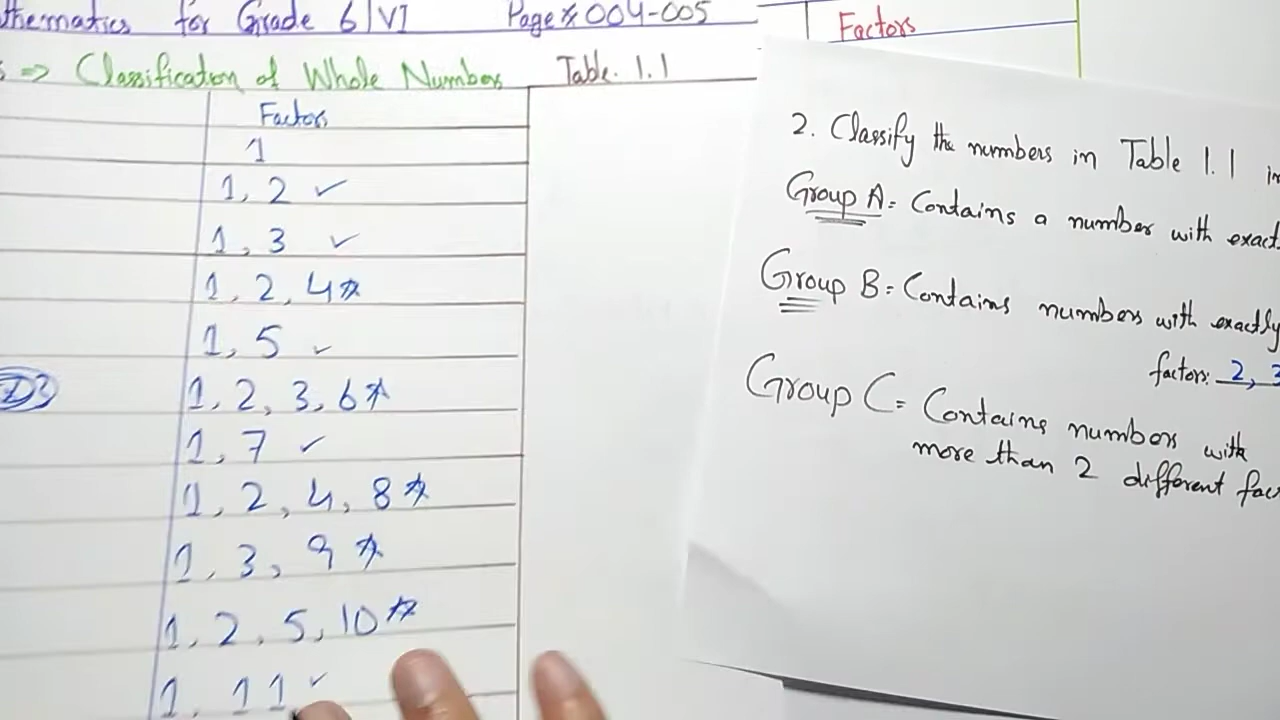 thematics for Grade 6/VI Page # 004-005
s => Classification of Whole Numbers Table. 1.1
Factors
1
1, 2 ✓
1, 3 ✓
1, 2, 4 *
1, 5 ✓
1, 2, 3, 6 *
1, 7 ✓
1, 2, 4, 8 *
1, 3, 9 *
1, 2, 5, 10 *
1, 11 ✓
Factors
2. Classify the numbers in Table 1.1 in
Group A = Contains a number with exact
Group B = Contains numbers with exactly
factors: 2, 3
Group C = Contains numbers with
more than 2 different fac